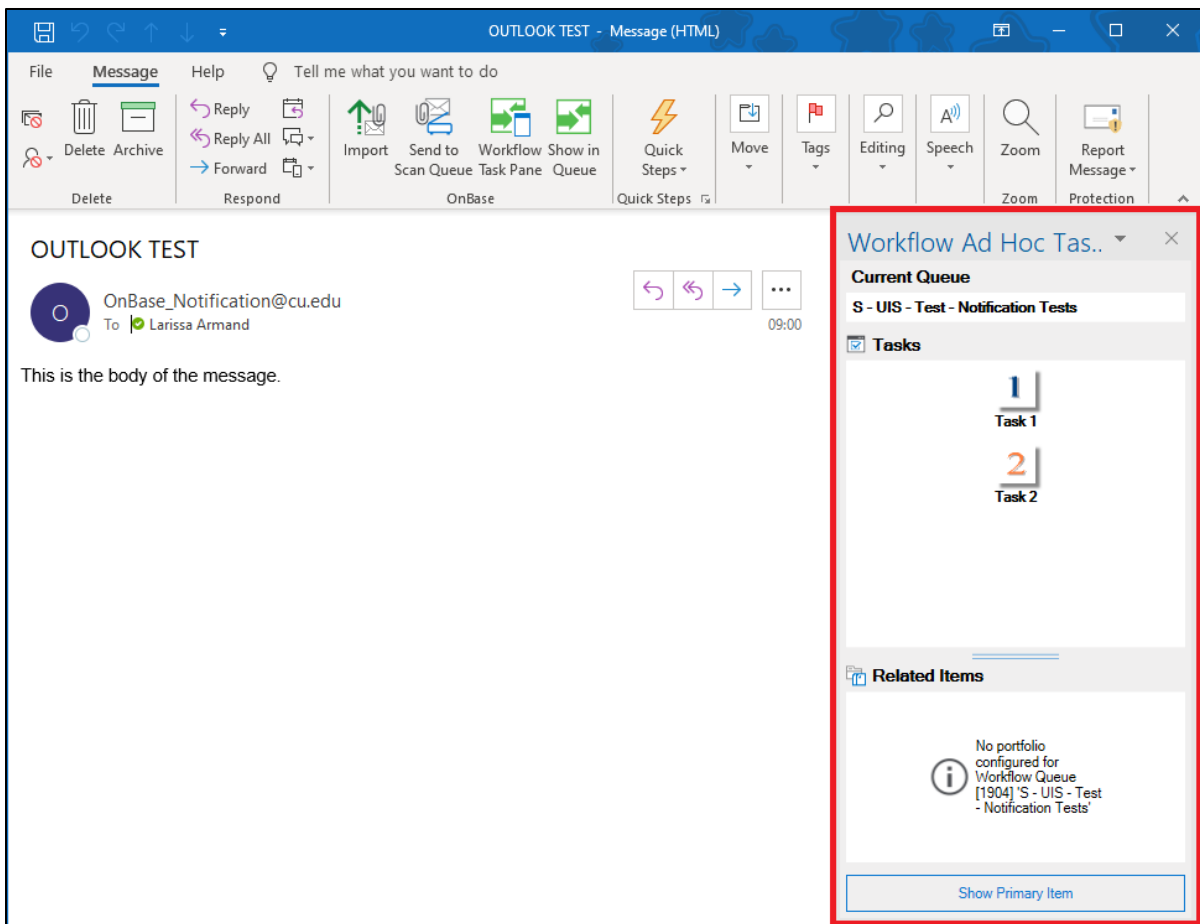 OUTLOOK TEST - Message (HTML)
File Message Help Tell me what you want to do
Delete Archive
Reply
Reply All
Forward
Import
Send to
Scan Queue
Workflow
Task Pane
Show in
Queue
Quick
Steps
Move
Tags
Editing
Speech
A
Zoom
Report
Message
Delete Respond OnBase Quick Steps Zoom Protection
OUTLOOK TEST
O
OnBase_Notification@cu.edu
To Larissa Armand
09:00
This is the body of the message.
Workflow Ad Hoc Tas..
Current Queue
S - UIS - Test - Notification Tests
Tasks
1
Task 1
2
Task 2
Related Items
No portfolio
configured for
Workflow Queue
[1904] 'S - UIS - Test
- Notification Tests'
Show Primary Item